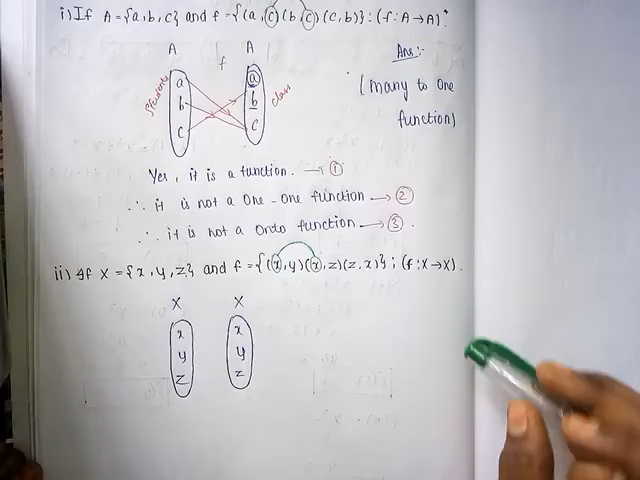 i) If A = {a, b, c} and f = {(a, c) (b, c) (c, b)} : (f : A → A) :
A f A Ans :-
a a
b b
c c
class
(many to one
function)
Yes, it is a function. → ①
∴ it is not a one-one function → ②
∴ it is not a onto function → ③ .
ii) If X = {x, y, z} and f = {(x, y) (x, z) (z, x)} ; (f : X → X) .
X X
x x
y y
z z